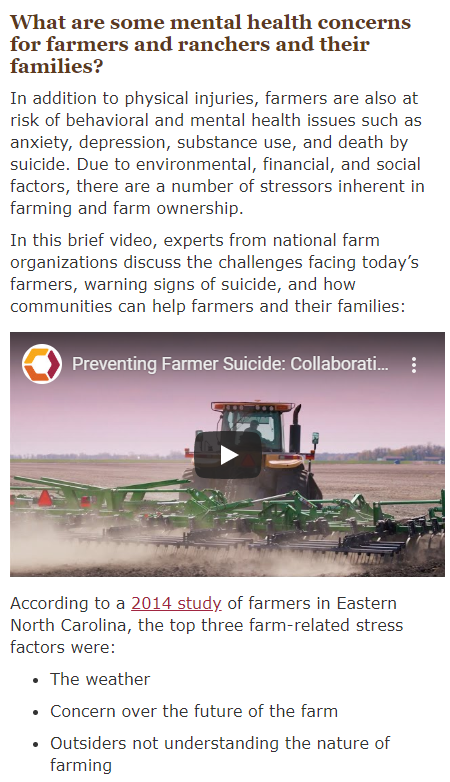 What are some mental health concerns
for farmers and ranchers and their
families?
In addition to physical injuries, farmers are also at
risk of behavioral and mental health issues such as
anxiety, depression, substance use, and death by
suicide. Due to environmental, financial, and social
factors, there are a number of stressors inherent in
farming and farm ownership.
In this brief video, experts from national farm
organizations discuss the challenges facing today’s
farmers, warning signs of suicide, and how
communities can help farmers and their families:
Preventing Farmer Suicide: Collaborati...
According to a 2014 study of farmers in Eastern
North Carolina, the top three farm-related stress
factors were:
• The weather
• Concern over the future of the farm
• Outsiders not understanding the nature of
farming